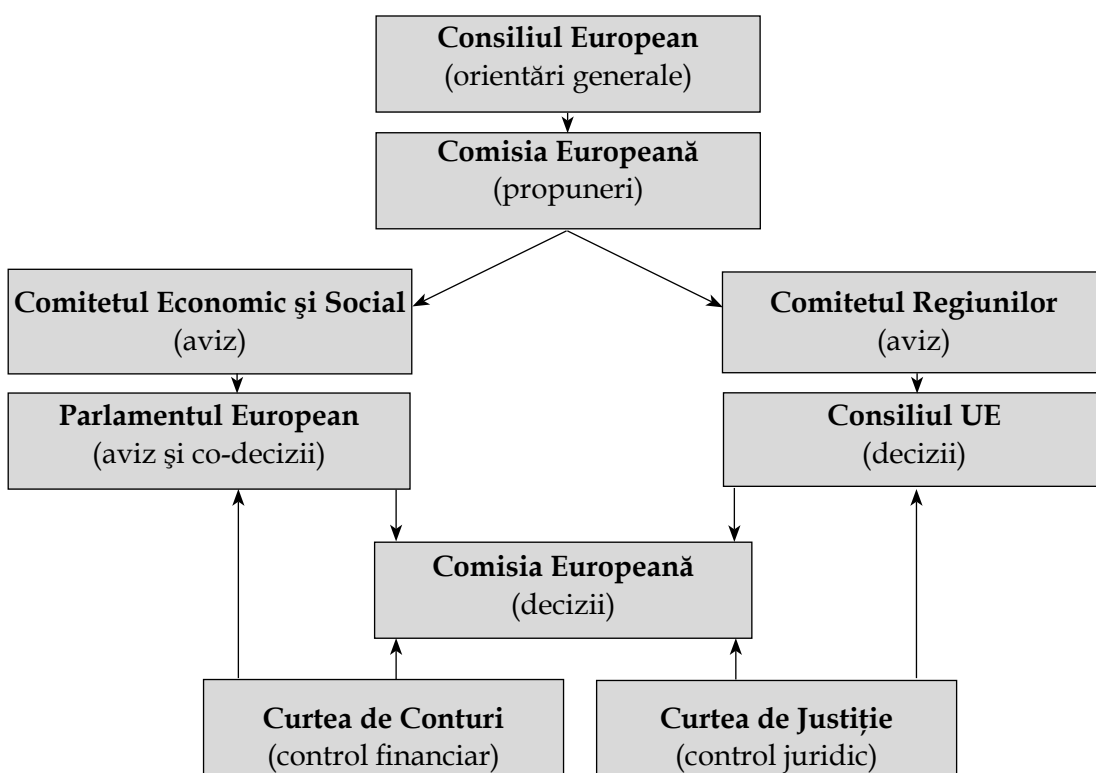 Consiliul European
(orientări generale)
Comisia Europeană
(propuneri)
Comitetul Economic şi Social
(aviz)
Comitetul Regiunilor
(aviz)
Parlamentul European
(aviz şi co-decizii)
Consiliul UE
(decizii)
Comisia Europeană
(decizii)
Curtea de Conturi
(control financiar)
Curtea de Justiţie
(control juridic)